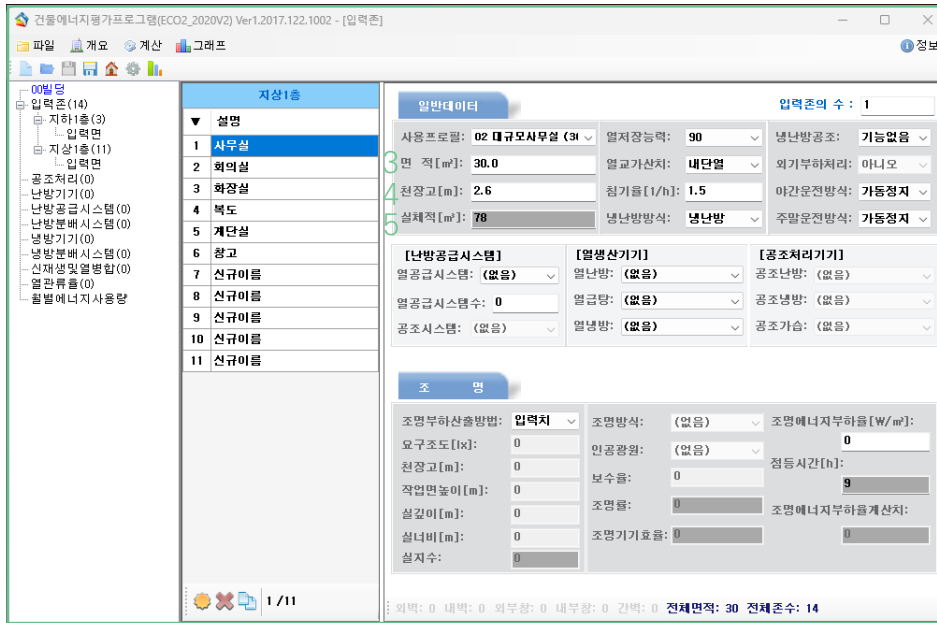 건물에너지평가프로그램(ECO2_2020V2) Ver1.2017.122.1002 - [입력존]
파일 개요 계산 그래프 정보
00빌딩
입력존(14)
지하1층(3)
입력면
지상1층(11)
입력면
공조처리(0)
난방기기(0)
난방공급시스템(0)
난방분배시스템(0)
냉방기기(0)
냉방분배시스템(0)
신재생및열병합(0)
열관류율(0)
월별에너지사용량
지상1층
▼ 설명
1 사무실
2 회의실
3 화장실
4 복도
5 계단실
6 창고
7 신규이름
8 신규이름
9 신규이름
10 신규이름
11 신규이름
1 /11
일반데이터 입력존의 수 : 1
사용프로필: 02 대규모사무실 (30 열저장능력: 90 냉난방공조: 기능없음
3 면 적[㎡]: 30.0 열교가산치: 내단열 외기부하처리: 아니오
4 천장고[m]: 2.6 침기율[1/h]: 1.5 야간운전방식: 가동정지
5 실체적[㎥]: 78 냉난방방식: 냉난방 주말운전방식: 가동정지
[난방공급시스템] [열생산기기] [공조처리기기]
열공급시스템: (없음) 열난방: (없음) 공조난방: (없음)
열공급시스템수: 0 열급탕: (없음) 공조냉방: (없음)
공조시스템: (없음) 열냉방: (없음) 공조가습: (없음)
조 명
조명부하산출방법: 입력치 조명방식: (없음) 조명에너지부하율[W/㎡]:
요구조도[lx]: 0 인공광원: (없음) 0
천장고[m]: 0 보수율: 0 점등시간[h]:
작업면높이[m]: 0 9
실깊이[m]: 0 조명률: 0 조명에너지부하율계산치:
실너비[m]: 0 조명기기효율: 0 0
실지수: 0
외벽: 0 내벽: 0 외부창: 0 내부창: 0 간벽: 0 전체면적: 30 전체존수: 14